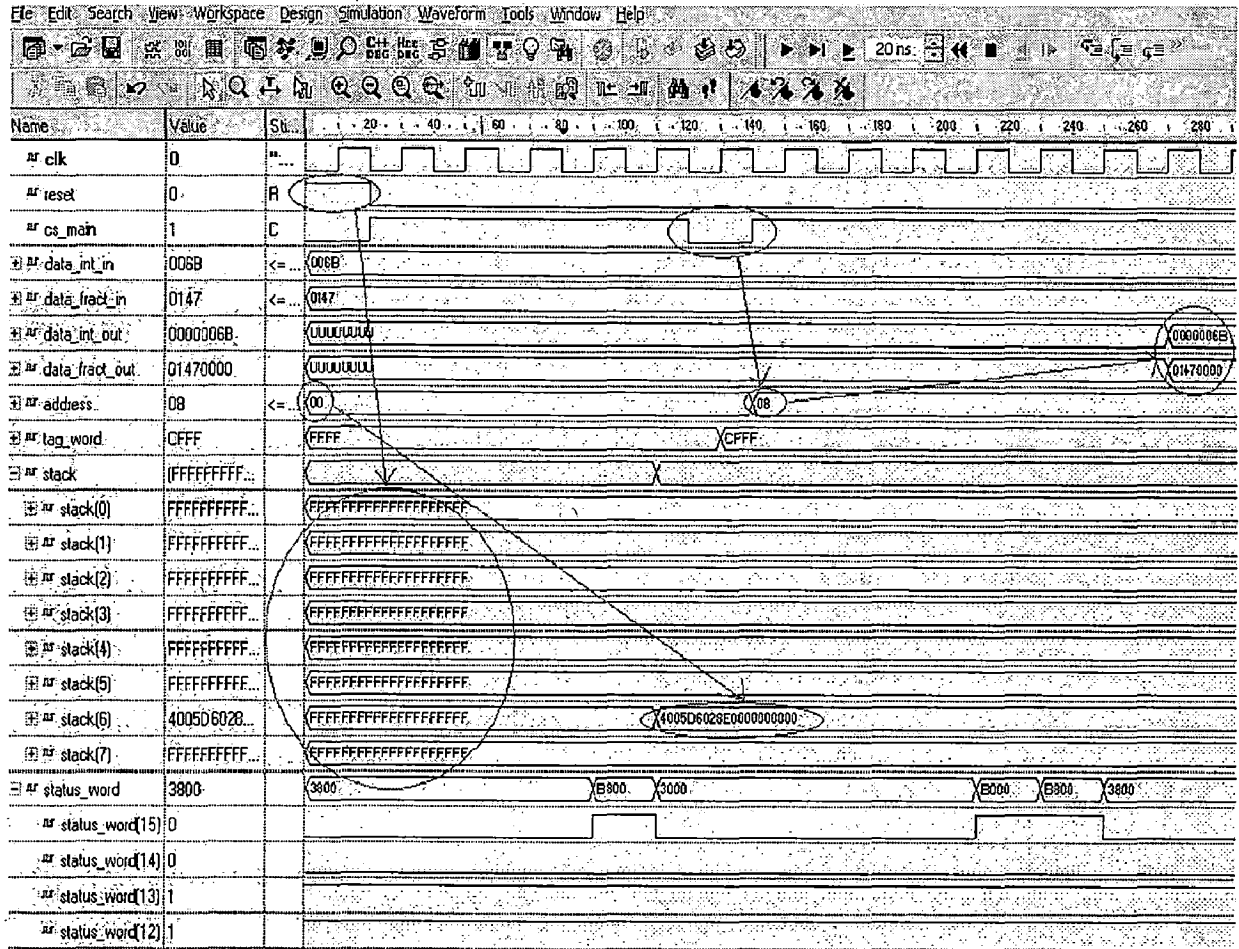 File Edit Search View Workspace Design Simulation Waveform Tools Window Help
C++ DBG Hce DBG 20 ns
Name Value Sti... 20 40 60 80 100 120 140 160 180 200 220 240 260 280
clk 0 "...
reset 0 R
cs_main 1 C
data_int_in 006B <= ... 006B
data_fract_in 0147 <= ... 0147
data_int_out 0000006B UUUUUUUU 0000006B
data_fract_out 01470000 UUUUUUUU 01470000
address 08 <= ... 00 08
tag_word CFFF FFFF CFFF
stack (FFFFFFFFF...
stack(0) FFFFFFFFFF... FFFFFFFFFFFFFFFFFFFF
stack(1) FFFFFFFFFF... FFFFFFFFFFFFFFFFFFFF
stack(2) FFFFFFFFFF... FFFFFFFFFFFFFFFFFFFF
stack(3) FFFFFFFFFF... FFFFFFFFFFFFFFFFFFFF
stack(4) FFFFFFFFFF... FFFFFFFFFFFFFFFFFFFF
stack(5) FFFFFFFFFF... FFFFFFFFFFFFFFFFFFFF
stack(6) 4005D6028... FFFFFFFFFFFFFFFFFFFF 4005D6028E0000000000
stack(7) FFFFFFFFFF... FFFFFFFFFFFFFFFFFFFF
status_word 3800 3800 B800 3000 B000 B800 3800
status_word[15] 0
status_word[14] 0
status_word[13] 1
status_word[12] 1